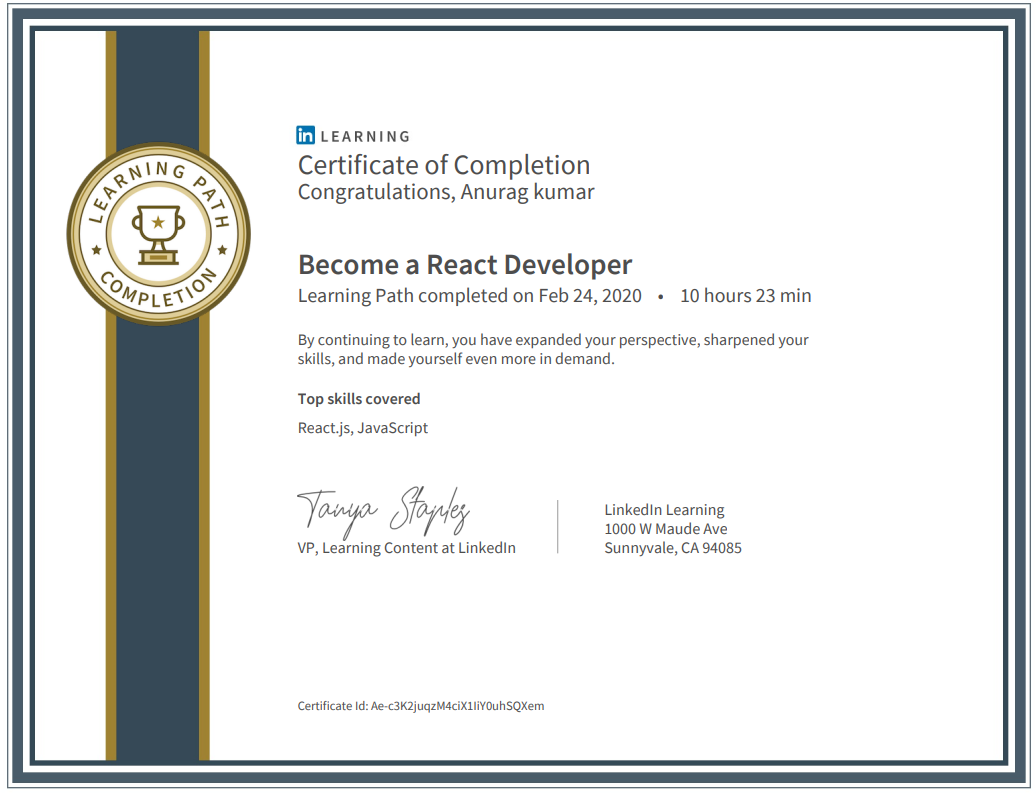 LEARNING PATH
COMPLETION
in LEARNING
Certificate of Completion
Congratulations, Anurag kumar
Become a React Developer
Learning Path completed on Feb 24, 2020 • 10 hours 23 min
By continuing to learn, you have expanded your perspective, sharpened your
skills, and made yourself even more in demand.
Top skills covered
React.js, JavaScript
Tanya Staples
VP, Learning Content at LinkedIn
LinkedIn Learning
1000 W Maude Ave
Sunnyvale, CA 94085
Certificate Id: Ae-c3K2juqzM4ciX1IiY0uhSQXem